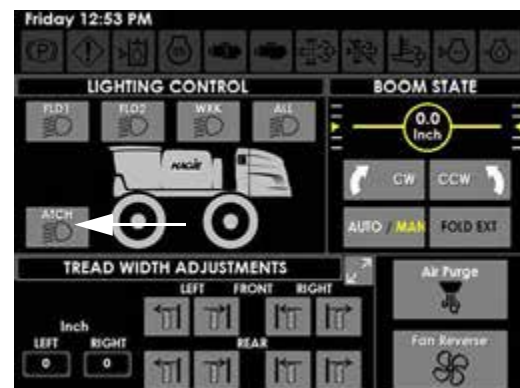 Friday 12:53 PM
(P)
LIGHTING CONTROL
BOOM STATE
FLD1 FLD2 WRK ALL
0.0
Inch
HAGIE
CW CCW
ATCH
AUTO / MAN FOLD EXT
TREAD WIDTH ADJUSTMENTS
LEFT FRONT RIGHT
Air Purge
Inch
LEFT RIGHT REAR
Fan Reverse
0 0